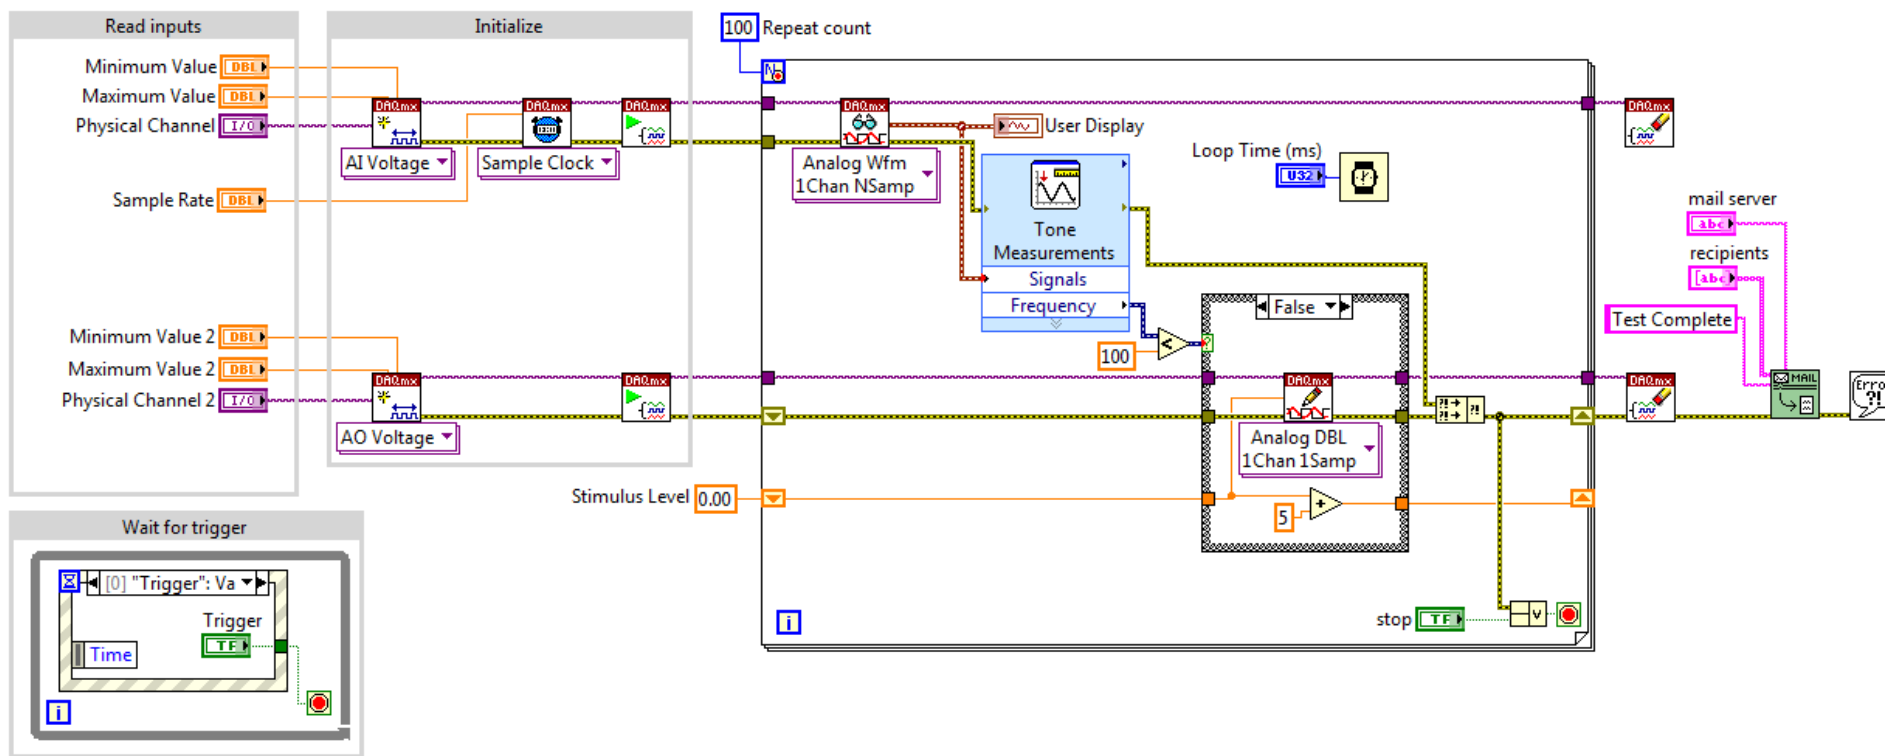 Read inputs
Minimum Value
DBL
Maximum Value
DBL
Physical Channel
I/O
Sample Rate
DBL
Minimum Value 2
DBL
Maximum Value 2
DBL
Physical Channel 2
I/O
Initialize
DAQmx
AI Voltage
DAQmx
Sample Clock
DAQmx
DAQmx
AO Voltage
DAQmx
Wait for trigger
[0] "Trigger": Va
Trigger
TF
Time
i
100
Repeat count
N
DAQmx
Analog Wfm
1Chan NSamp
User Display
Tone
Measurements
Signals
Frequency
Loop Time (ms)
U32
100
<
?
False
DAQmx
Analog DBL
1Chan 1Samp
5
+
Stimulus Level
0.00
?!
?!
?!
i
stop
TF
V
DAQmx
DAQmx
mail server
abc
recipients
[abc]
Test Complete
MAIL
Erro
?!